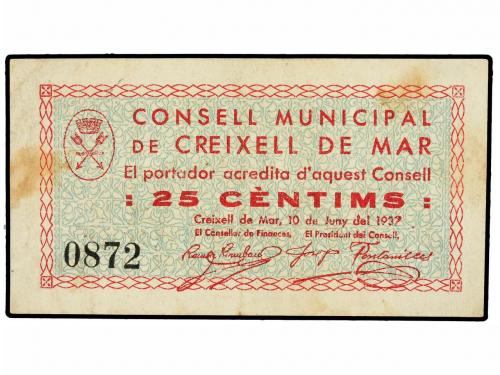 CONSELL MUNICIPAL
DE CREIXELL DE MAR
El portador acredita d'aquest Consell
: 25 CÈNTIMS :
Creixell de Mar, 10 de Juny del 1937
El Conseller de Finances, El President del Consell,
0872